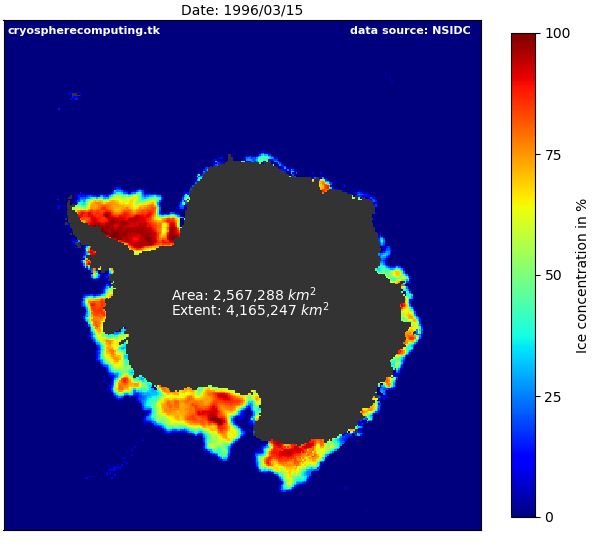 Date: 1996/03/15
cryospherecomputing.tk
data source: NSIDC
100
75
50
25
0
Ice concentration in %
Area: 2,567,288 km²
Extent: 4,165,247 km²